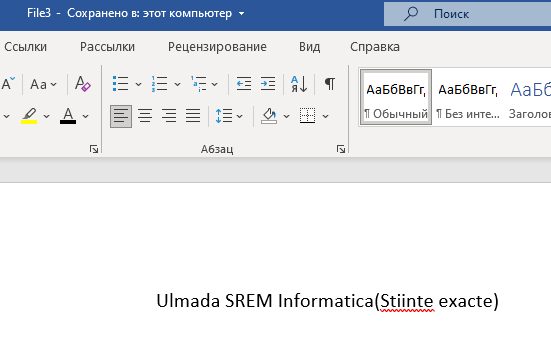 File3 - Сохранено в: этот компьютер
Поиск
Ссылки Рассылки Рецензирование Вид Справка
Aa
АаБбВвГг, АаБбВвГг, АаБб
¶ Обычный ¶ Без инте... Заголо
Абзац
Ulmada SREM Informatica(Stiinte exacte)